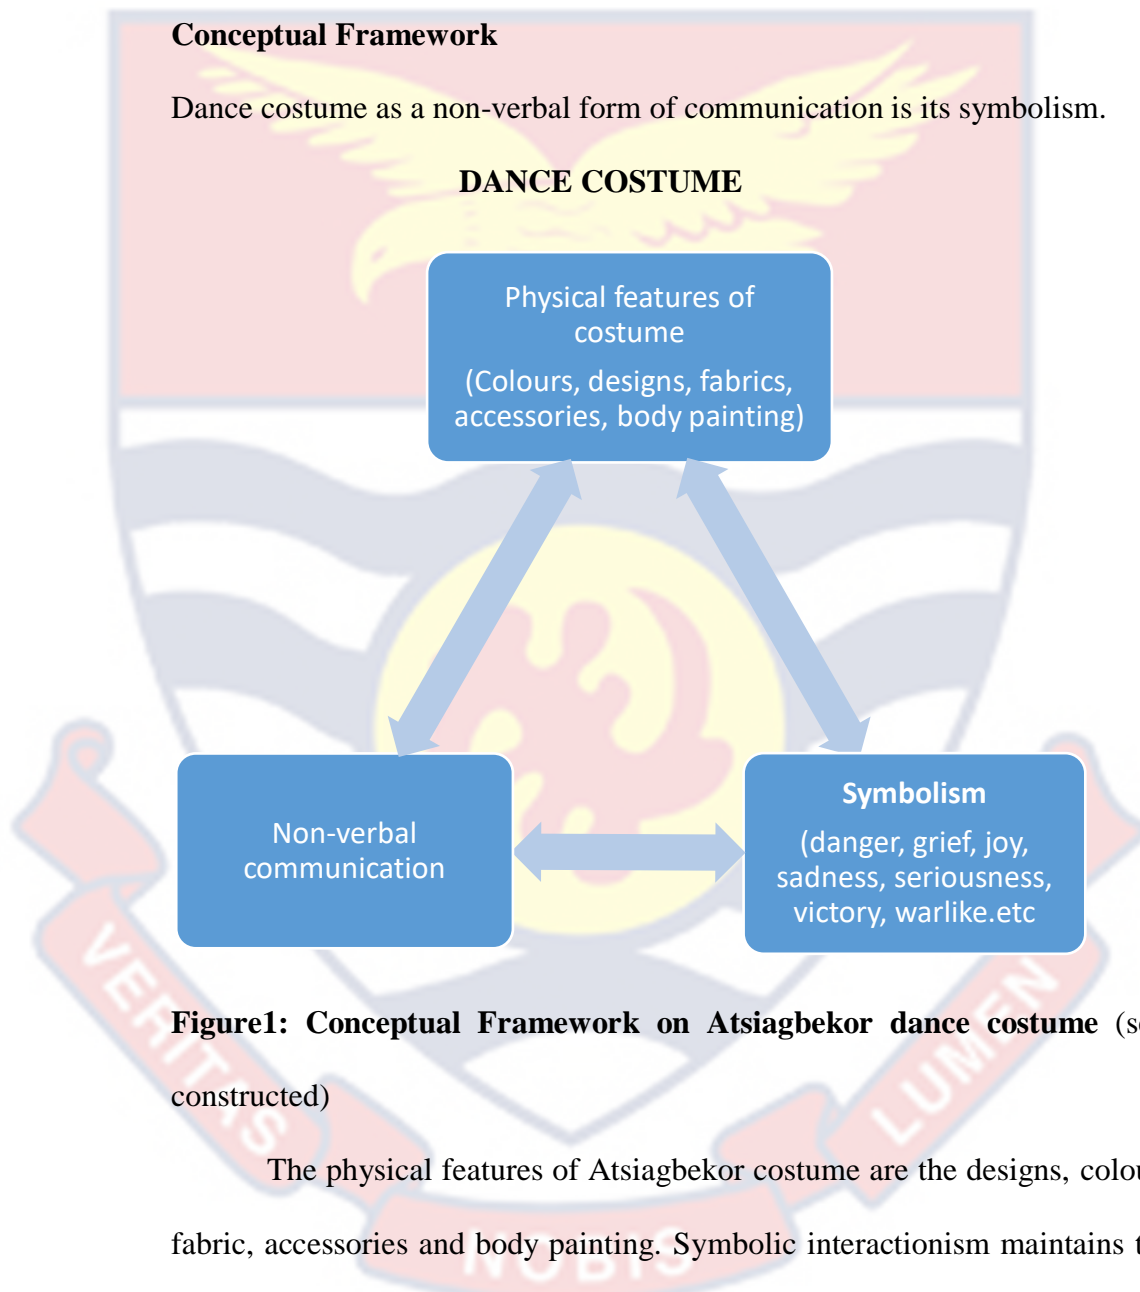 Conceptual Framework
Dance costume as a non-verbal form of communication is its symbolism.
DANCE COSTUME
Physical features of
costume
(Colours, designs, fabrics,
accessories, body painting)
Non-verbal
communication
Symbolism
(danger, grief, joy,
sadness, seriousness,
victory, warlike.etc
Figure1: Conceptual Framework on Atsiagbekor dance costume
constructed)
The physical features of Atsiagbekor costume are the designs,
fabric, accessories and body painting. Symbolic interactionism maintains
VERITAS
NOBIS
LUMEN